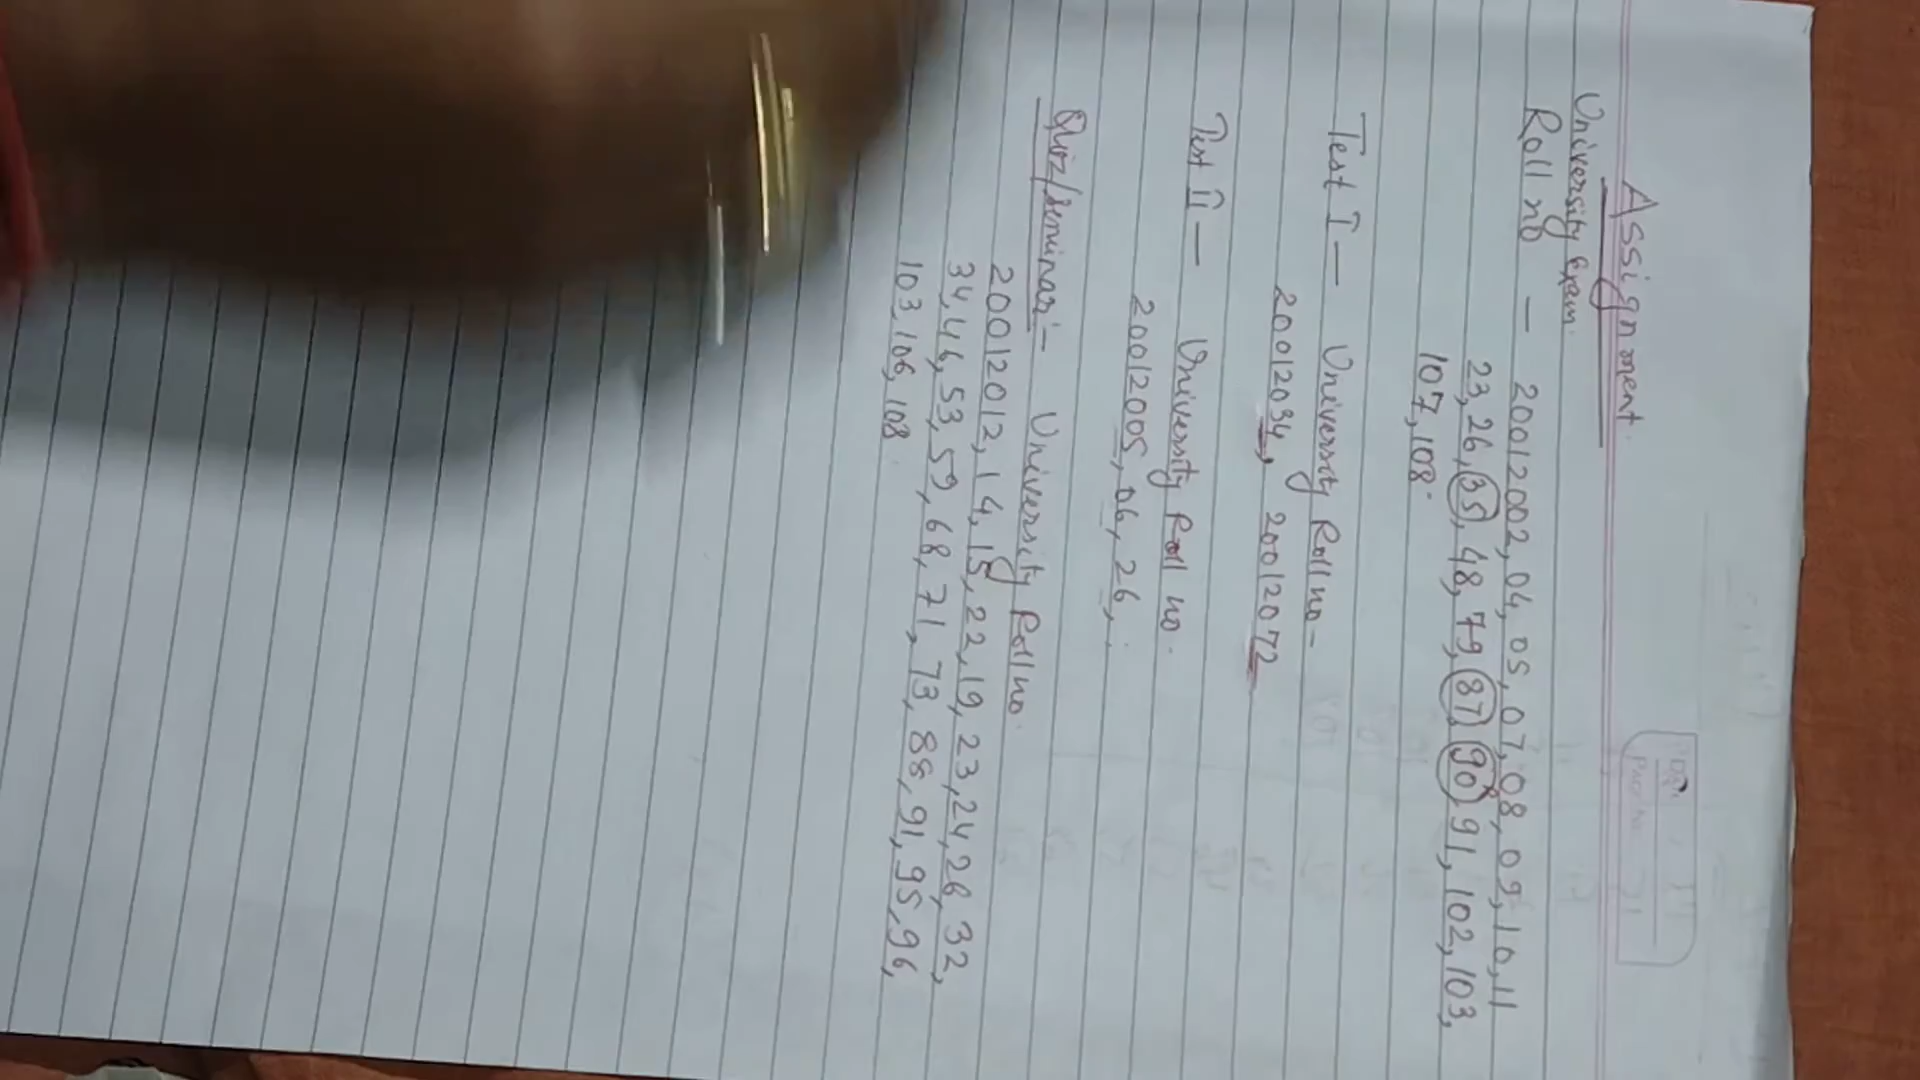 Assignment.
University Exam.
Roll no - 20012002, 04, 05, 07, 08, 09, 10, 11
23, 26, 35, 48, 79, 87, 90, 91, 102, 103,
107, 108.
Test I - University Roll no -
20012034, 20012072
Test II - University Roll no.
20012005, 06, 26,
Quiz/Seminar:- University Roll no.
20012012, 14, 15, 22, 19, 23, 24, 26, 32,
34, 46, 53, 59, 68, 71, 73, 88, 91, 95, 96,
103, 106, 108